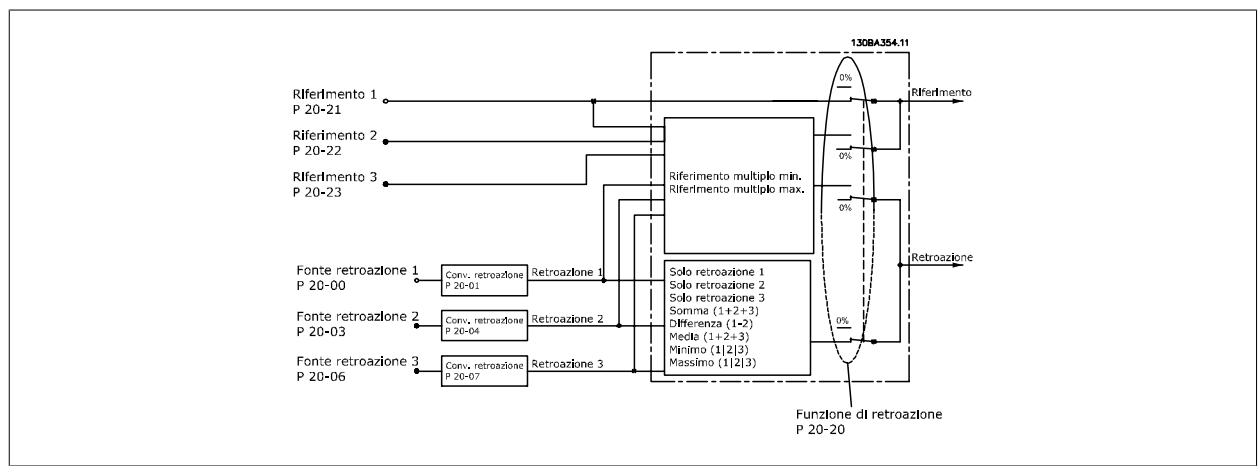 130BA354.11
0%
Riferimento 1
P 20-21
Riferimento
Riferimento 2
P 20-22
0%
Riferimento 3
P 20-23
Riferimento multiplo min.
Riferimento multiplo max.
0%
Fonte retroazione 1
P 20-00
Conv. retroazione
P 20-01
Retroazione 1
Retroazione
Solo retroazione 1
Solo retroazione 2
Solo retroazione 3
Somma (1+2+3)
Differenza (1-2)
Media (1+2+3)
Minimo (1|2|3)
Massimo (1|2|3)
0%
Fonte retroazione 2
P 20-03
Conv. retroazione
P 20-04
Retroazione 2
Fonte retroazione 3
P 20-06
Conv. retroazione
P 20-07
Retroazione 3
Funzione di retroazione
P 20-20